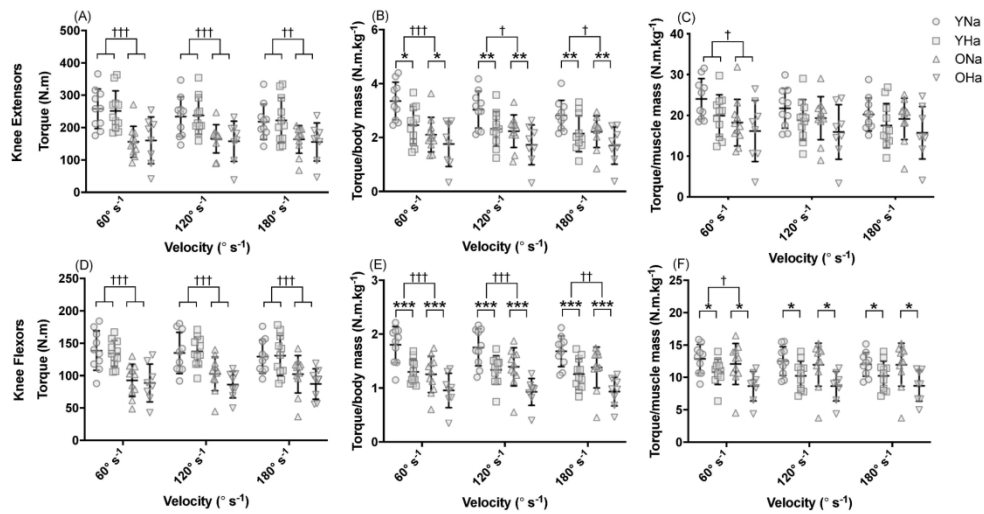 (A)
Knee Extensors
Torque (N.m)
500
400
300
200
100
0
†††
†††
††
60° s⁻¹
120° s⁻¹
180° s⁻¹
Velocity (° s⁻¹)
(B)
Torque/body mass (N.m.kg⁻¹)
6
4
2
0
†††
†
†
* *
** **
** **
60° s⁻¹
120° s⁻¹
180° s⁻¹
Velocity (° s⁻¹)
(C)
Torque/muscle mass (N.m.kg⁻¹)
40
30
20
10
0
†
60° s⁻¹
120° s⁻¹
180° s⁻¹
Velocity (° s⁻¹)
YNa
YHa
ONa
OHa
(D)
Knee Flexors
Torque (N.m)
250
200
150
100
50
0
†††
†††
†††
60° s⁻¹
120° s⁻¹
180° s⁻¹
Velocity (° s⁻¹)
(E)
Torque/body mass (N.m.kg⁻¹)
3
2
1
0
†††
†††
††
*** ***
*** ***
*** ***
60° s⁻¹
120° s⁻¹
180° s⁻¹
Velocity (° s⁻¹)
(F)
Torque/muscle mass (N.m.kg⁻¹)
25
20
15
10
5
0
†
* *
* *
* *
60° s⁻¹
120° s⁻¹
180° s⁻¹
Velocity (° s⁻¹)